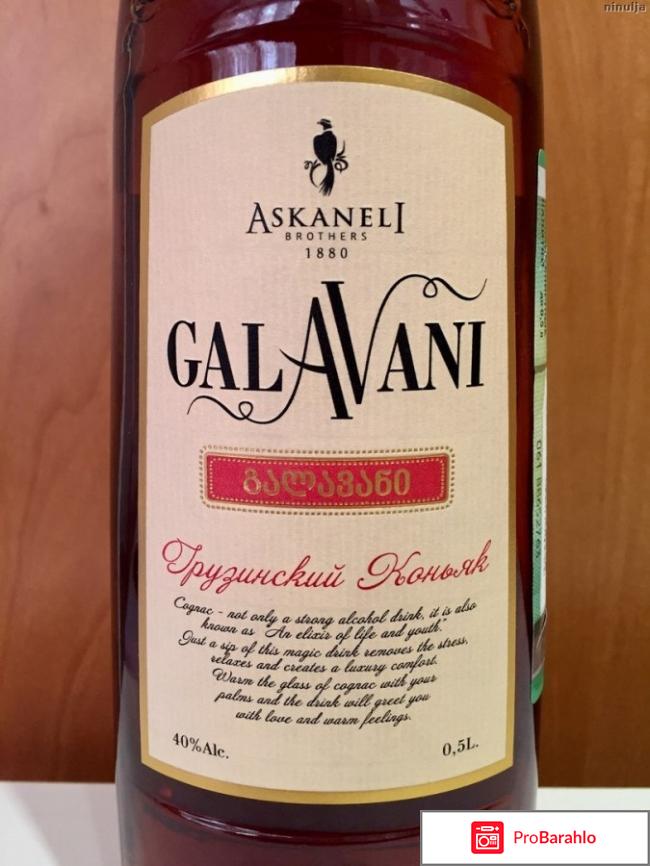 ninulja
ASKANELI
BROTHERS
1880
GALAVANI
გალავანი
Грузинский Коньяк
Cognac - not only a strong alcohol drink, it is also
known as "An elixir of life and youth."
Just a sip of this magic drink removes the stress,
relaxes and creates a luxury comfort.
Warm the glass of cognac with your
palms and the drink will greet you
with love and warm feelings.
40%Alc.
0,5L.
ProBarahlo